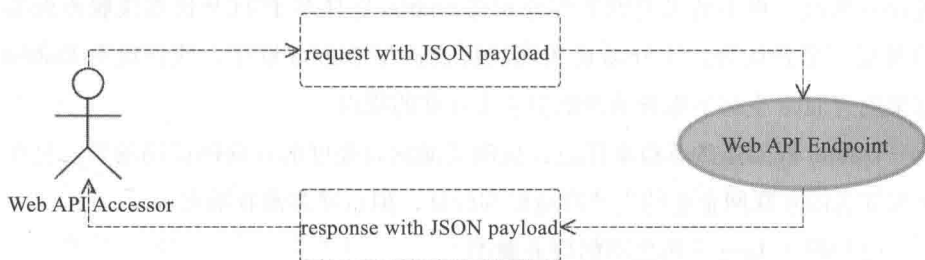 request with JSON payload
Web API Endpoint
Web API Accessor
response with JSON payload